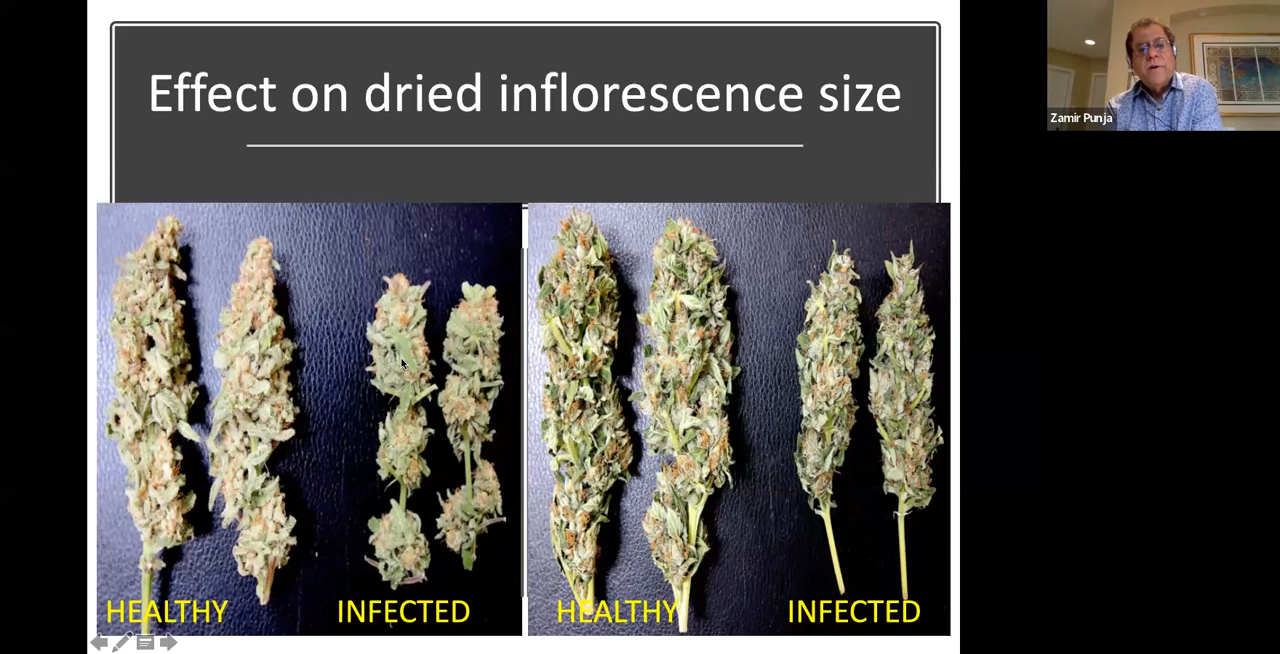 Effect on dried inflorescence size
Zamir Punja
HEALTHY INFECTED HEALTHY INFECTED